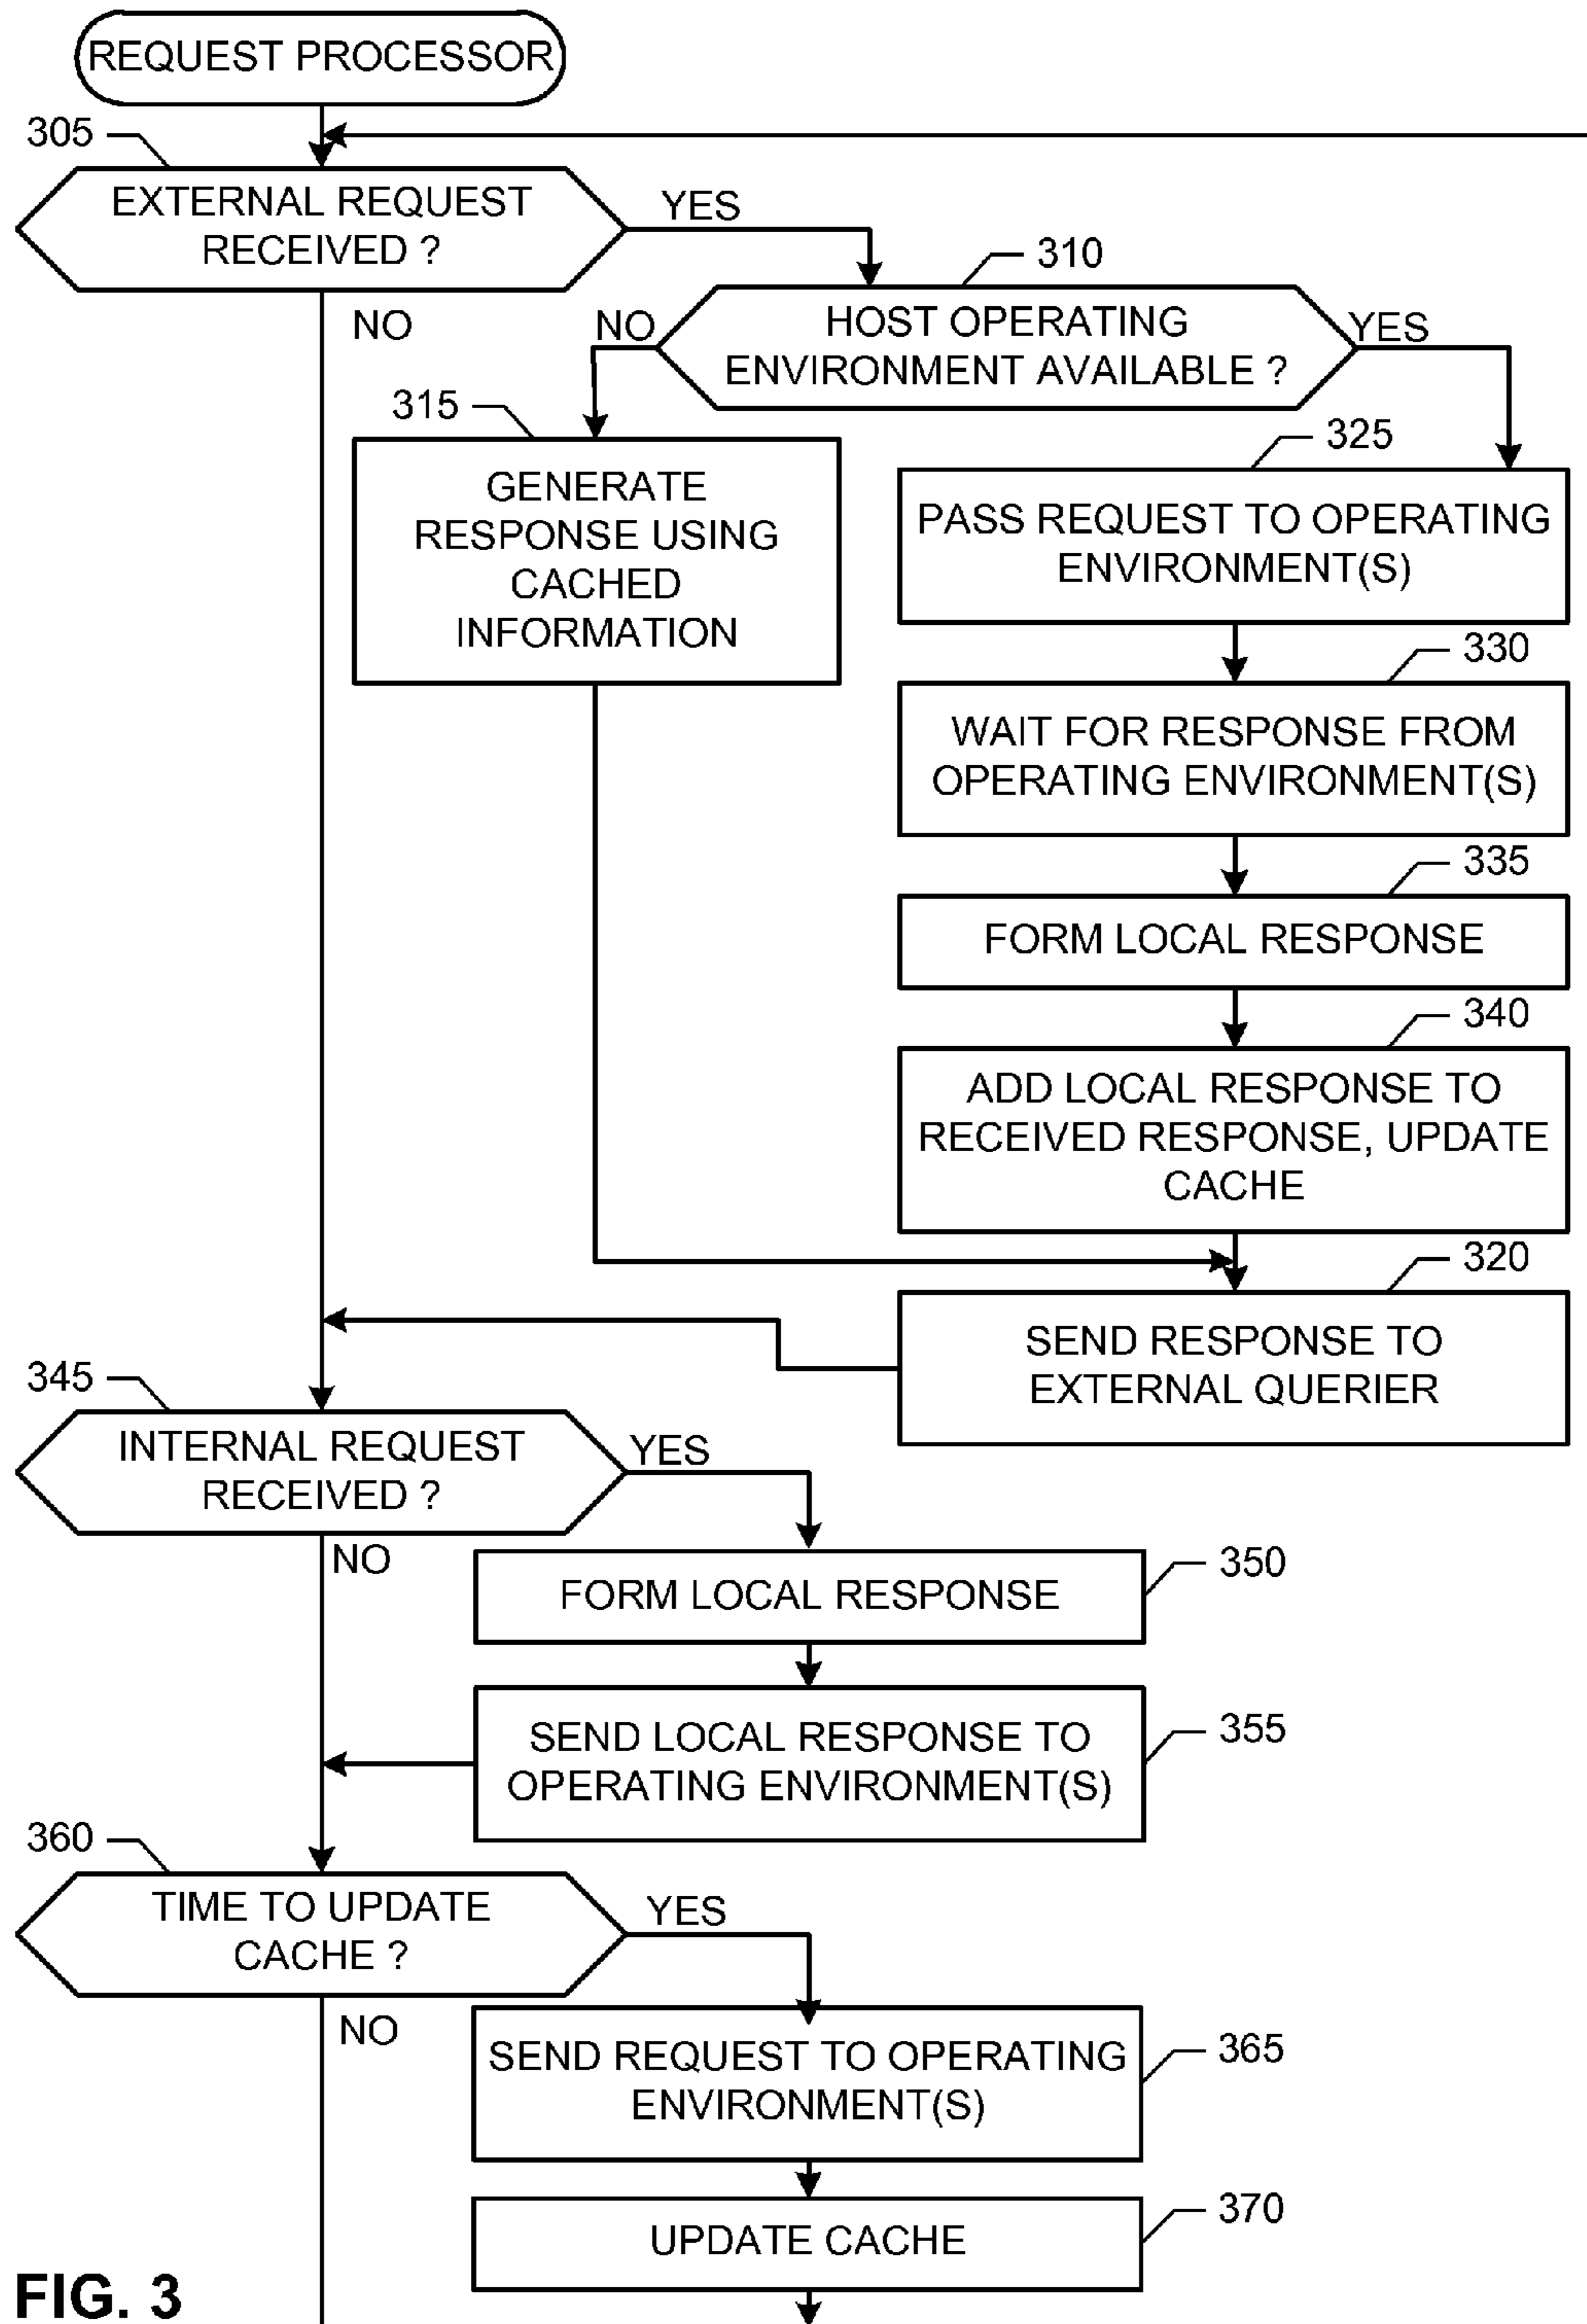 REQUEST PROCESSOR
305
EXTERNAL REQUEST
RECEIVED ?
YES
NO
310
HOST OPERATING
ENVIRONMENT AVAILABLE ?
NO
YES
315
GENERATE
RESPONSE USING
CACHED
INFORMATION
325
PASS REQUEST TO OPERATING
ENVIRONMENT(S)
330
WAIT FOR RESPONSE FROM
OPERATING ENVIRONMENT(S)
335
FORM LOCAL RESPONSE
340
ADD LOCAL RESPONSE TO
RECEIVED RESPONSE, UPDATE
CACHE
320
SEND RESPONSE TO
EXTERNAL QUERIER
345
INTERNAL REQUEST
RECEIVED ?
YES
NO
350
FORM LOCAL RESPONSE
355
SEND LOCAL RESPONSE TO
OPERATING ENVIRONMENT(S)
360
TIME TO UPDATE
CACHE ?
YES
NO
365
SEND REQUEST TO OPERATING
ENVIRONMENT(S)
370
UPDATE CACHE
FIG. 3